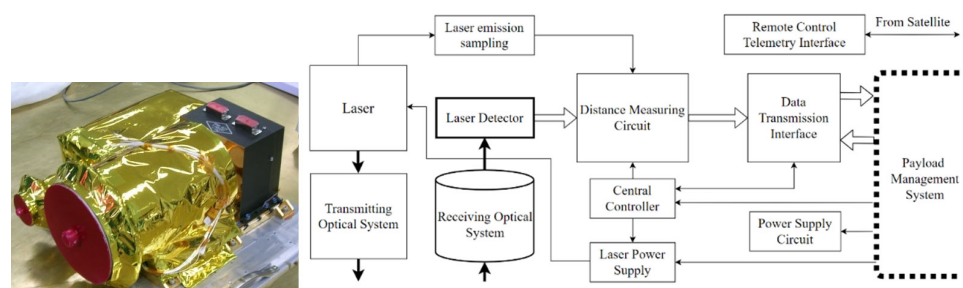 Laser emission
sampling
Remote Control
Telemetry Interface
From Satellite
Laser
Laser Detector
Distance Measuring
Circuit
Data
Transmission
Interface
Payload
Management
System
Transmitting
Optical System
Receiving Optical
System
Central
Controller
Power Supply
Circuit
Laser Power
Supply